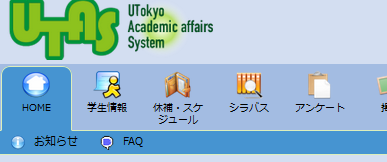 UTAS
UTokyo
Academic affairs
System
HOME
学生情報
休補・スケ
ジュール
シラバス
アンケート
お知らせ
FAQ